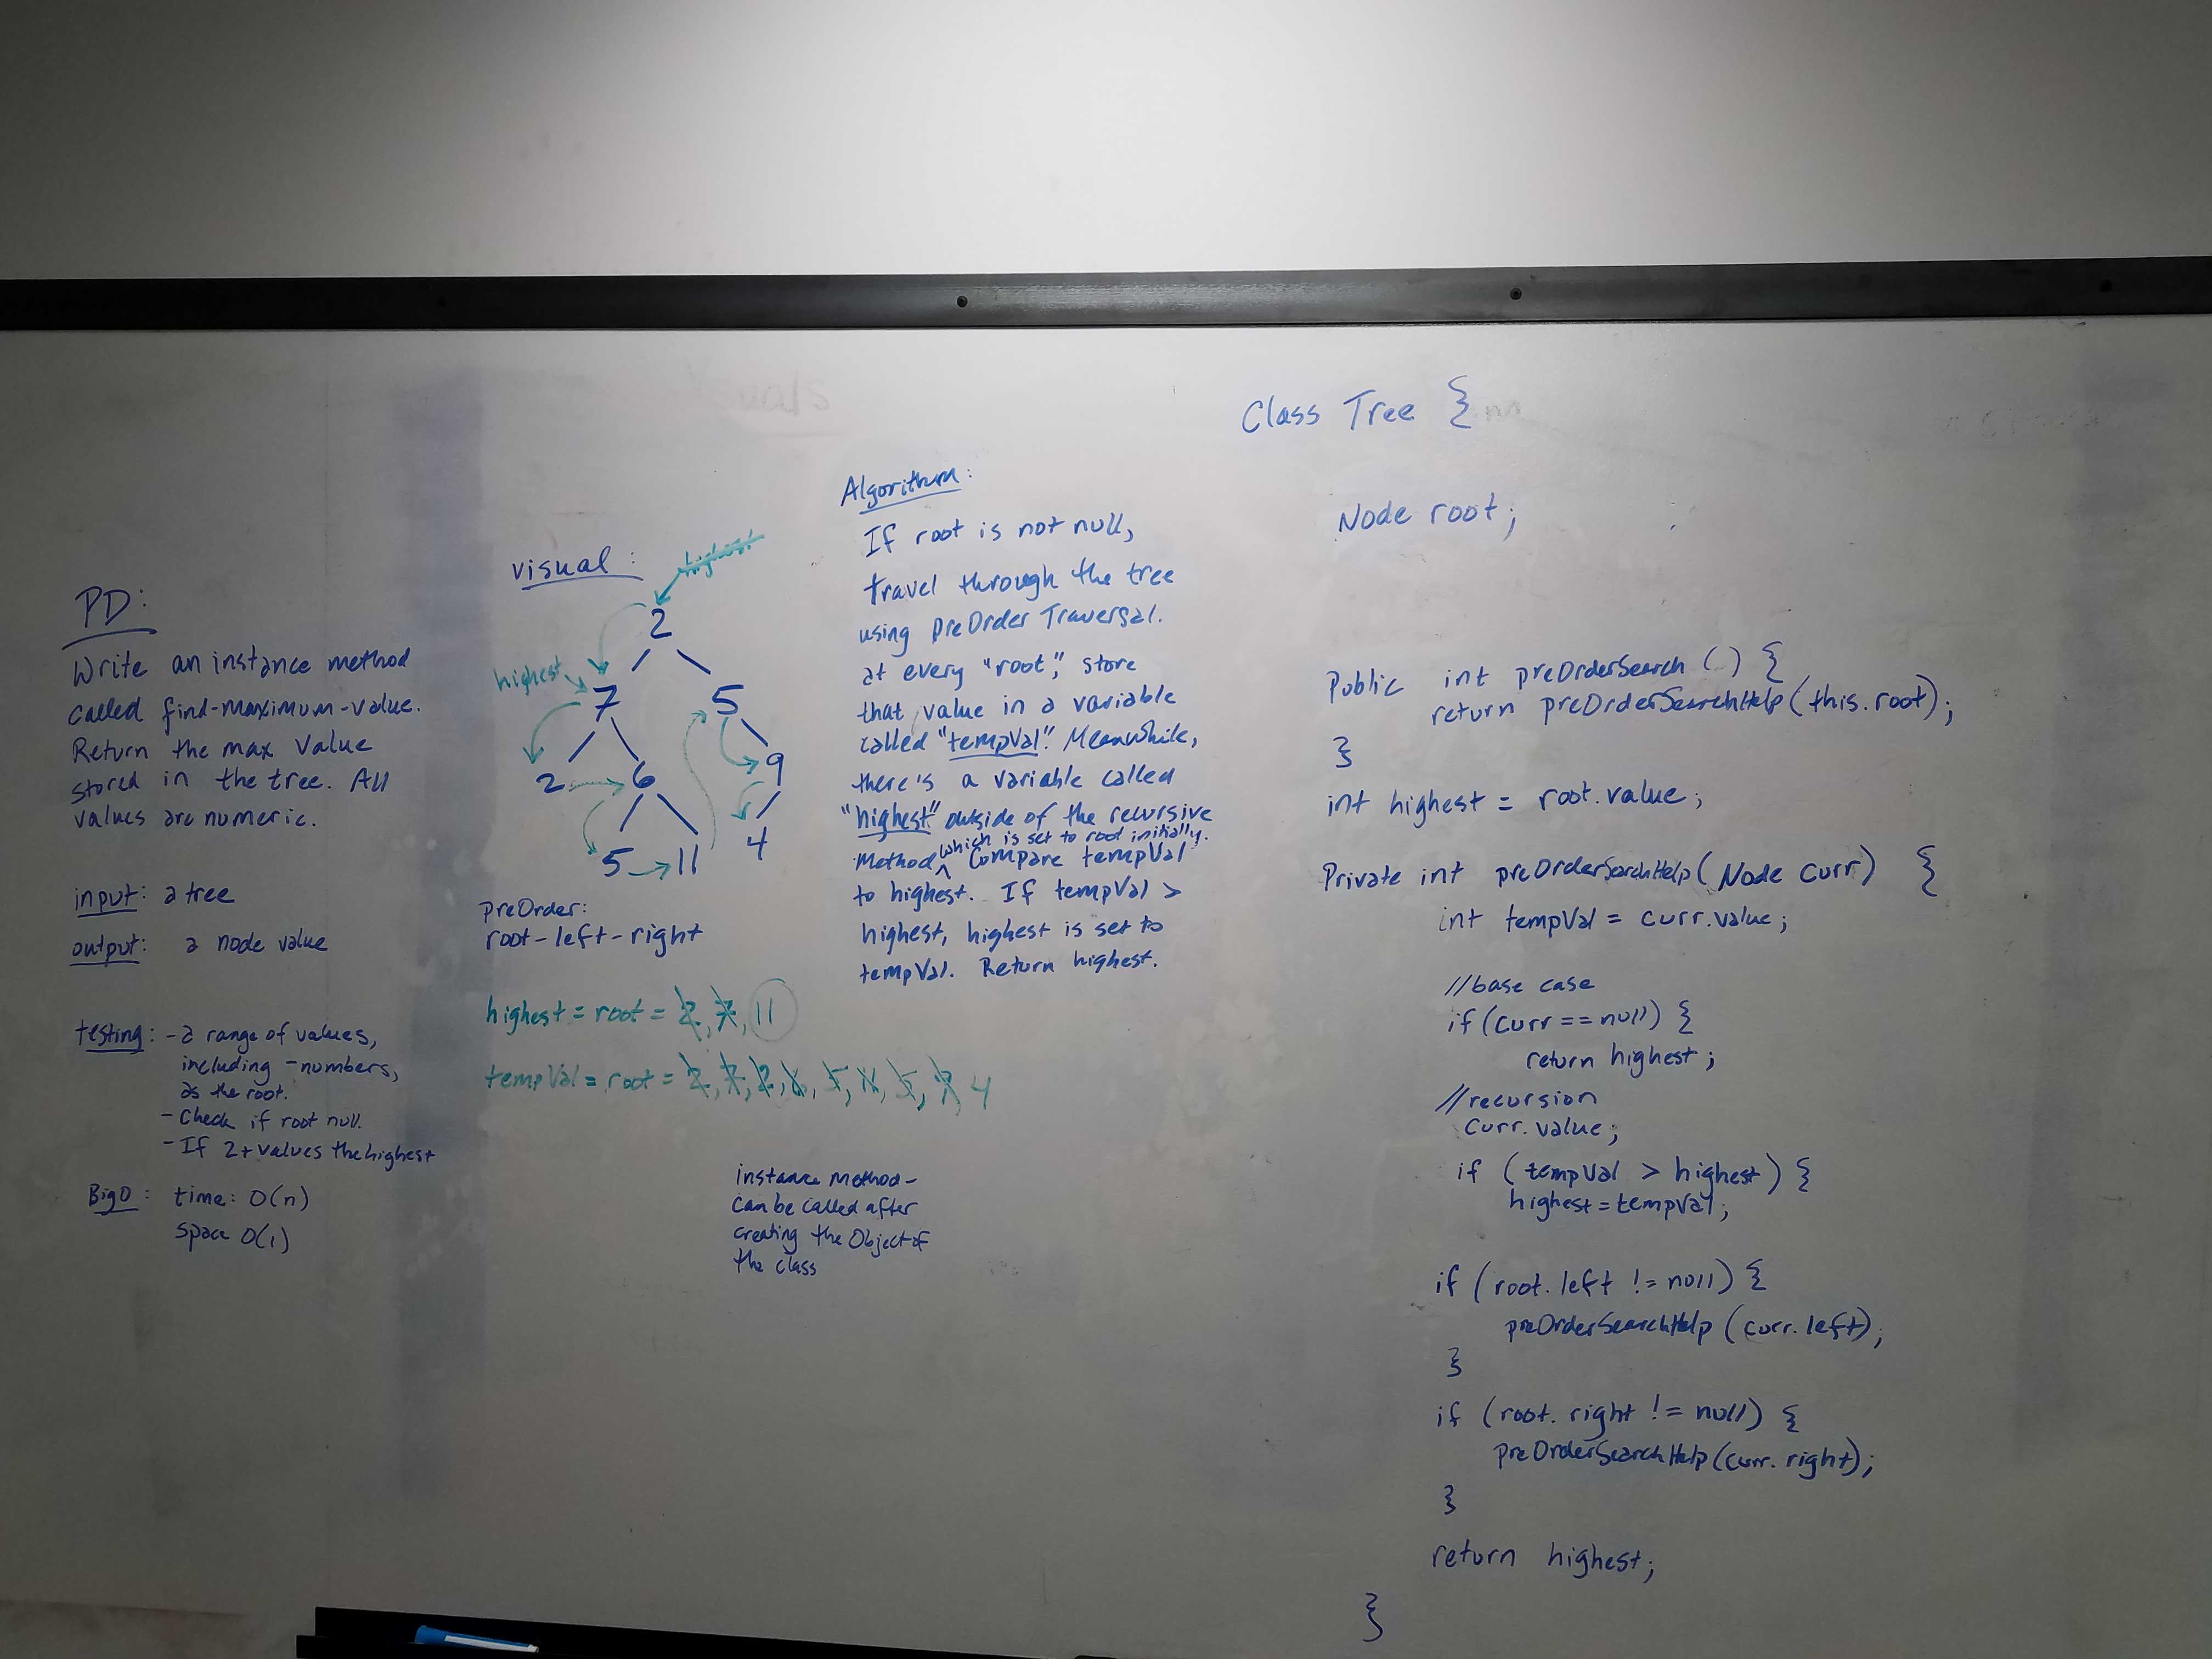 PD:
Write an instance method
called find-maximum-value.
Return the max value
stored in the tree. All
values are numeric.
input: a tree
output: a node value
testing: - a range of values,
including -numbers,
as the root.
- Check if root null.
- If 2+ values the highest
BigO: time: O(n)
space O(1)
visual:
highest
2
highest
7 5
2 6 9
5 11 4
preOrder:
root-left-right
highest = root = 2, 7, 11
tempVal = root = 2, 7, 2, 6, 5, 11, 5, 9, 4
instance method -
can be called after
creating the Object of
the class
Algorithm:
If root is not null,
travel through the tree
using preOrder Traversal.
at every "root", store
that value in a variable
called "tempVal". Meanwhile,
there's a variable called
"highest" outside of the recursive
which is set to root initially.
Method ^ Compare tempVal
to highest. If tempVal >
highest, highest is set to
tempVal. Return highest.
Class Tree {
Node root;
Public int preOrderSearch () {
return preOrderSearchHelp(this.root);
}
int highest = root.value;
Private int preOrderSearchHelp(Node curr) {
int tempVal = curr.value;
//base case
if (curr == null) {
return highest;
//recursion
curr.value;
if (tempVal > highest) {
highest = tempVal;
if (root.left != null) {
preOrderSearchHelp (curr.left);
}
if (root.right != null) {
preOrderSearchHelp (curr.right);
}
return highest;
}